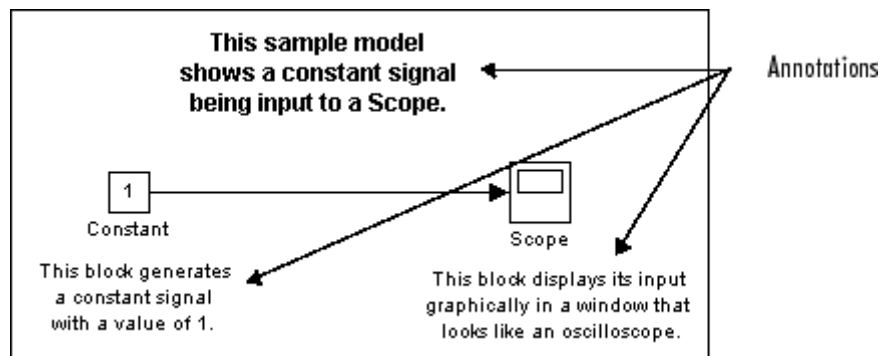 This sample model
shows a constant signal
being input to a Scope.
Annotations
1
Constant
Scope
This block generates
a constant signal
with a value of 1.
This block displays its input
graphically in a window that
looks like an oscilloscope.